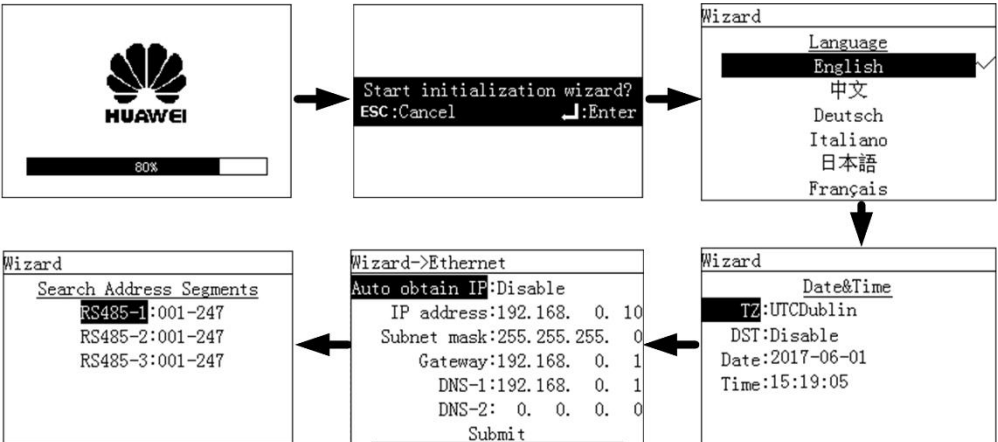 HUAWEI
80%
Start initialization wizard?
ESC:Cancel ↵:Enter
Wizard
Language
English
中文
Deutsch
Italiano
日本語
Français
Wizard
Date&Time
TZ:UTCDublin
DST:Disable
Date:2017-06-01
Time:15:19:05
Wizard->Ethernet
Auto obtain IP:Disable
IP address:192.168. 0. 10
Subnet mask:255.255.255. 0
Gateway:192.168. 0. 1
DNS-1:192.168. 0. 1
DNS-2: 0. 0. 0. 0
Submit
Wizard
Search Address Segments
RS485-1:001-247
RS485-2:001-247
RS485-3:001-247